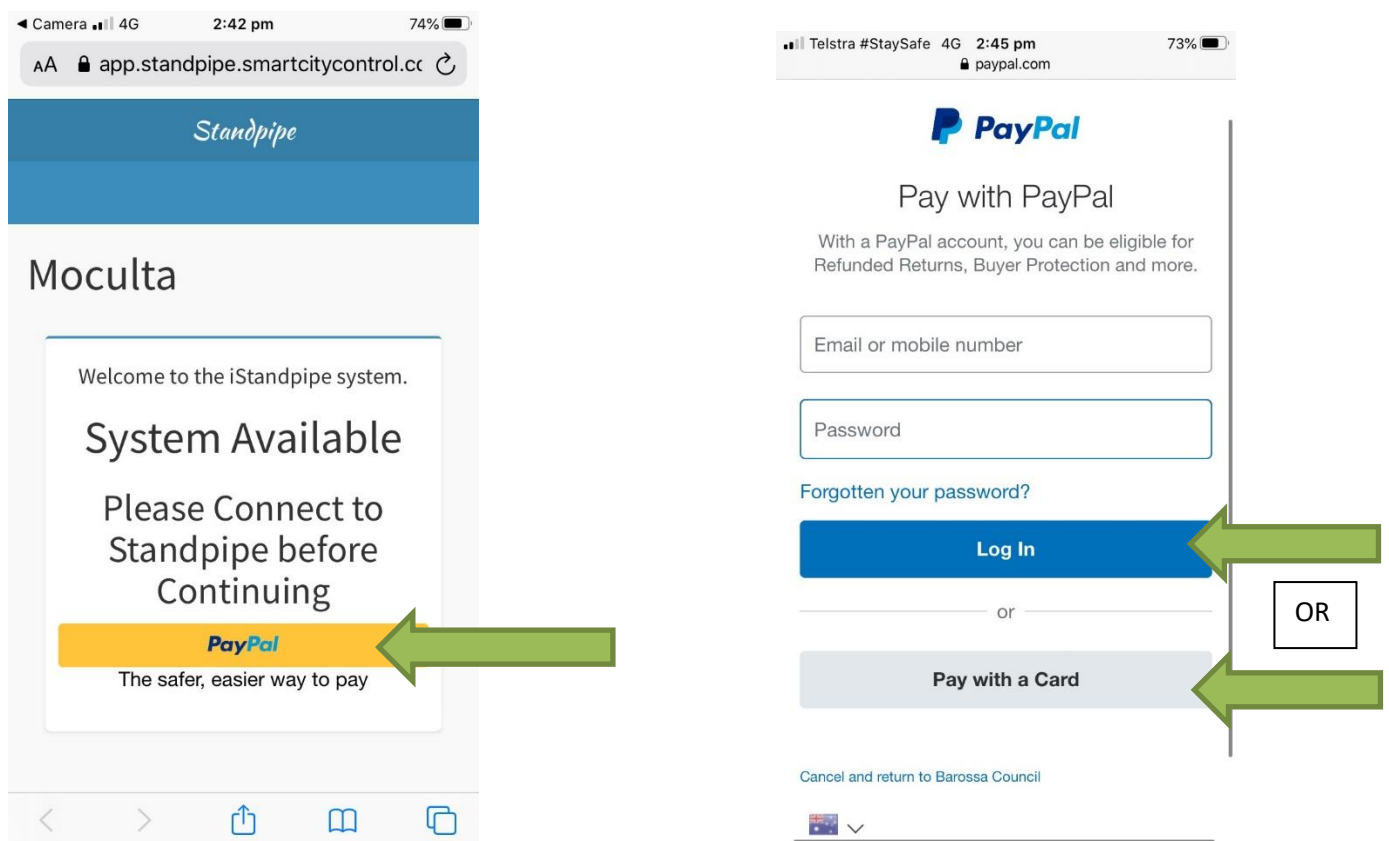 Camera 4G 2:42 pm 74%
AA app.standpipe.smartcitycontrol.cc
Standpipe
Moculta
Welcome to the iStandpipe system.
System Available
Please Connect to
Standpipe before
Continuing
PayPal
The safer, easier way to pay
Telstra #StaySafe 4G 2:45 pm 73%
paypal.com
PayPal
Pay with PayPal
With a PayPal account, you can be eligible for
Refunded Returns, Buyer Protection and more.
Email or mobile number
Password
Forgotten your password?
Log In
or
OR
Pay with a Card
Cancel and return to Barossa Council